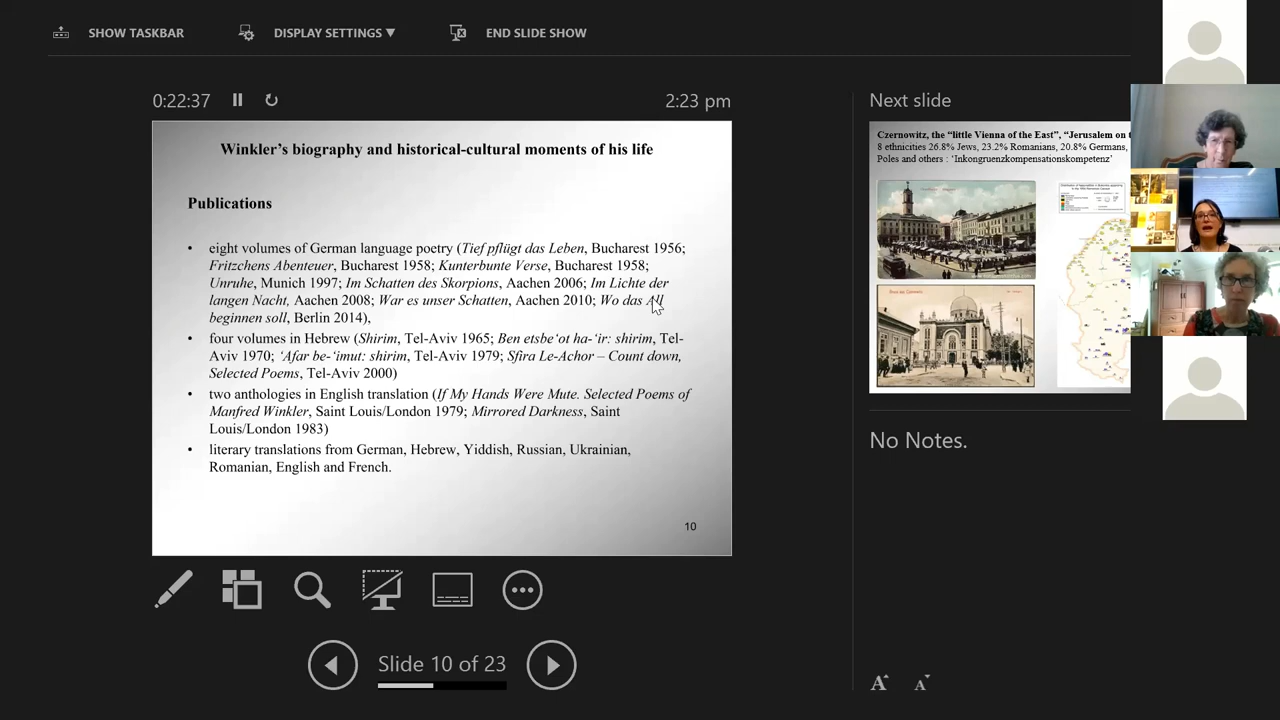 SHOW TASKBAR
DISPLAY SETTINGS ▼
END SLIDE SHOW
0:22:37
2:23 pm
Winkler's biography and historical-cultural moments of his life
Publications
• eight volumes of German language poetry (Tief pflügt das Leben, Bucharest 1956;
Fritzchens Abenteuer, Bucharest 1958; Kunterbunte Verse, Bucharest 1958;
Unruhe, Munich 1997; Im Schatten des Skorpions, Aachen 2006; Im Lichte der
langen Nacht, Aachen 2008; War es unser Schatten, Aachen 2010; Wo das All
beginnen soll, Berlin 2014),
• four volumes in Hebrew (Shirim, Tel-Aviv 1965; Ben etsbe‘ot ha-‘ir: shirim, Tel-
Aviv 1970; ‘Afar be-‘imut: shirim, Tel-Aviv 1979; Sfira Le-Achor – Count down,
Selected Poems, Tel-Aviv 2000)
• two anthologies in English translation (If My Hands Were Mute. Selected Poems of
Manfred Winkler, Saint Louis/London 1979; Mirrored Darkness, Saint
Louis/London 1983)
• literary translations from German, Hebrew, Yiddish, Russian, Ukrainian,
Romanian, English and French.
10
Slide 10 of 23
Next slide
Czernowitz, the “little Vienna of the East”, “Jerusalem on
8 ethnicities 26.8% Jews, 23.2% Romanians, 20.8% Germans,
Poles and others : ‘Inkongruenzkompensationskompetenz’
No Notes.
A A